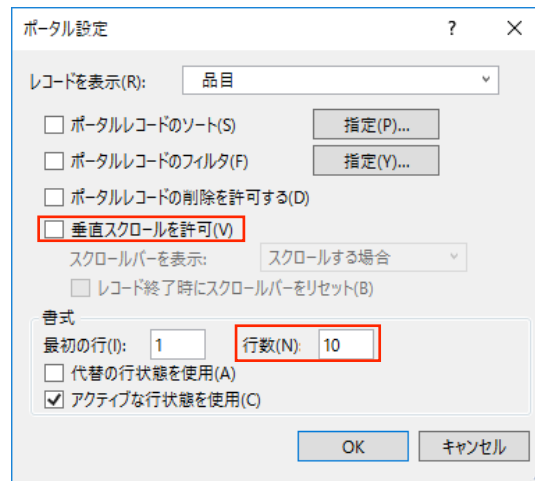 ポータル設定 ?
レコードを表示(R): 品目
ポータルレコードのソート(S) 指定(P)...
ポータルレコードのフィルタ(F) 指定(Y)...
ポータルレコードの削除を許可する(D)
垂直スクロールを許可(V)
スクロールバーを表示: スクロールする場合
レコード終了時にスクロールバーをリセット(B)
書式
最初の行(I): 1 行数(N): 10
代替の行状態を使用(A)
アクティブな行状態を使用(C)
OK キャンセル